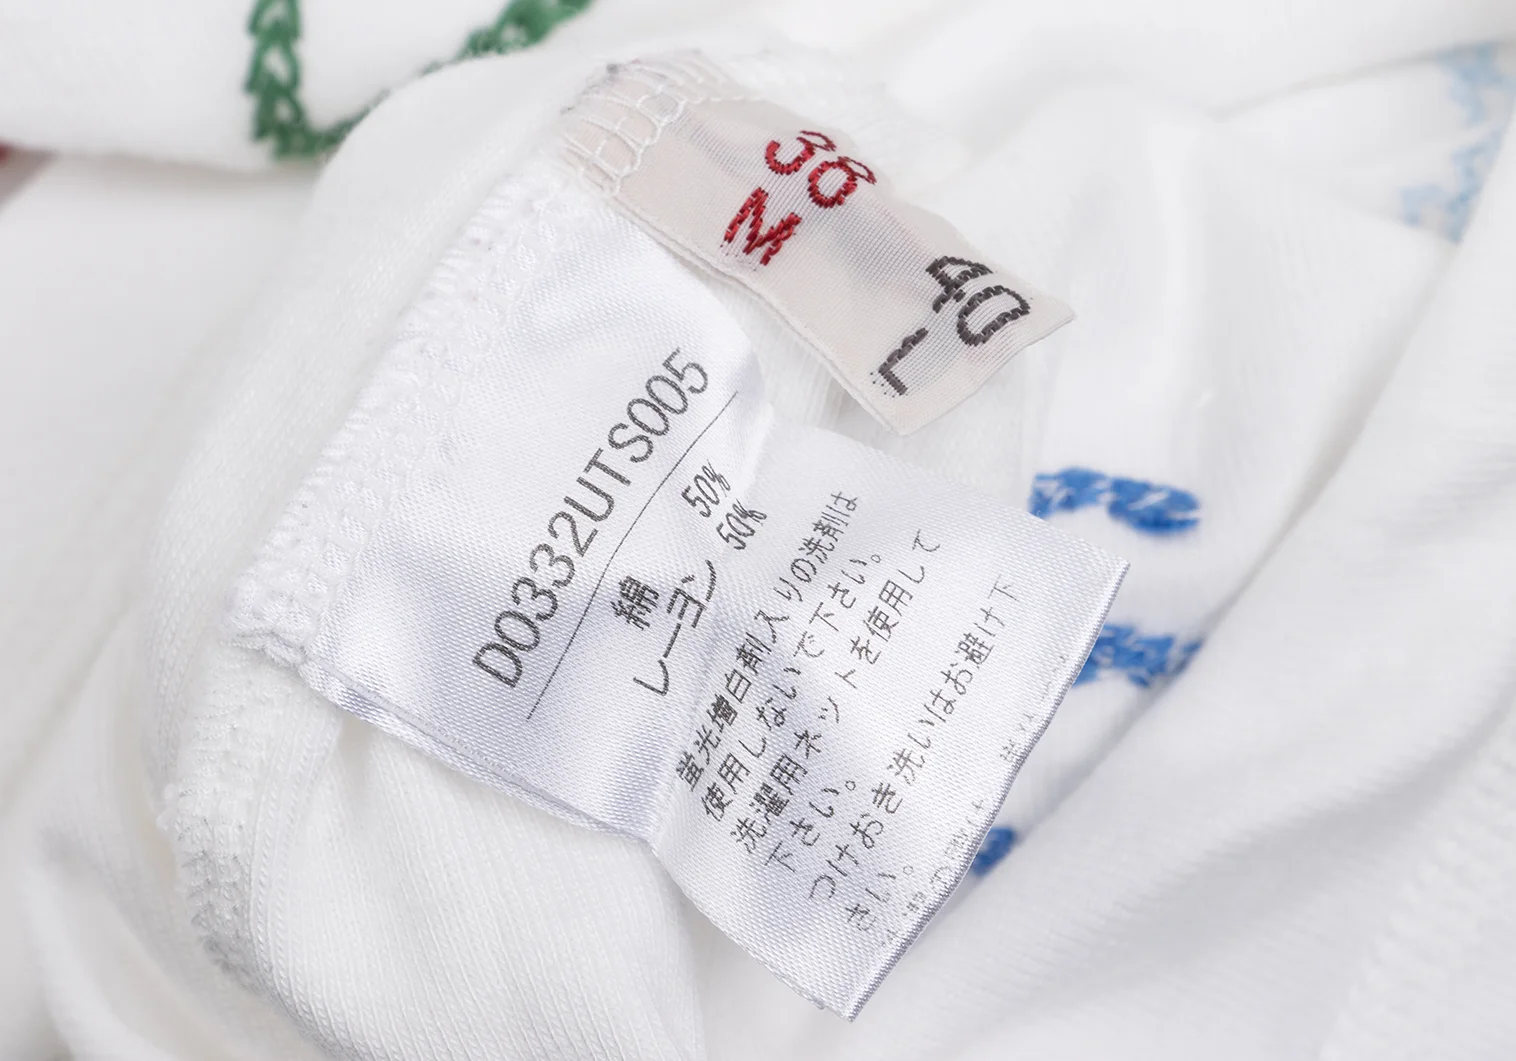 38
M
40
L
D0332UTS005
綿 50%
レーヨン 50%
蛍光増白剤入りの洗剤は
使用しないで下さい。
洗濯用ネットを使用して
下さい。
つけおき洗いはお避け下
さい。